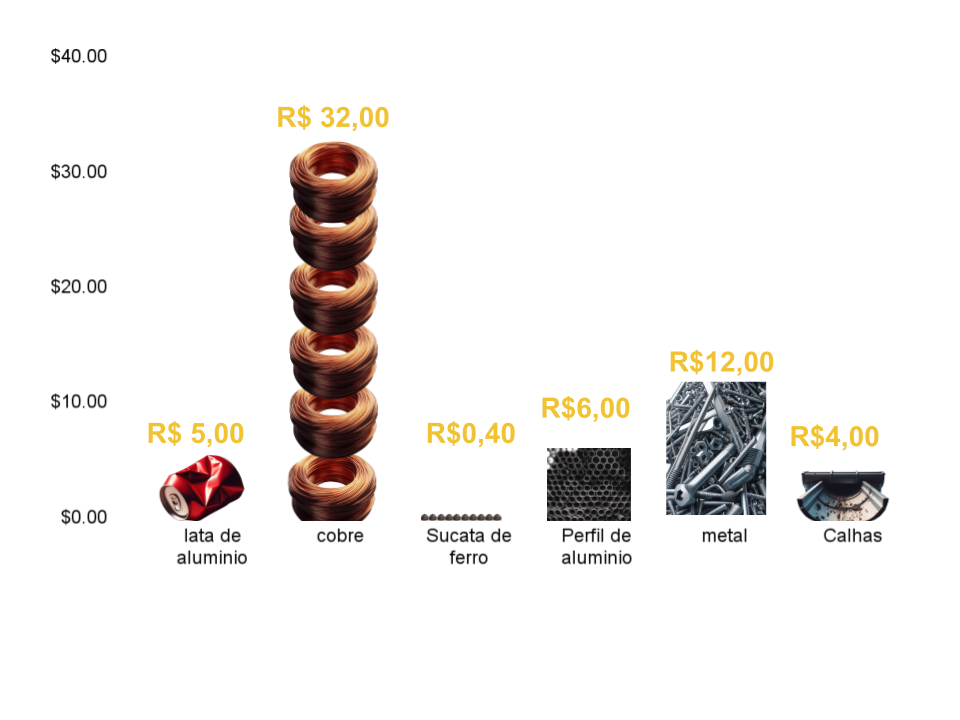 $40.00
R$ 32,00
$30.00
$20.00
R$12,00
$10.00
R$6,00
R$ 5,00
R$0,40
R$4,00
$0.00
lata de
aluminio
cobre
Sucata de
ferro
Perfil de
aluminio
metal
Calhas